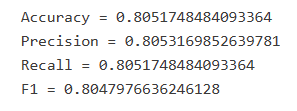 Accuracy = 0.8051748484093364
Precision = 0.8053169852639781
Recall = 0.8051748484093364
F1 = 0.8047976636246128